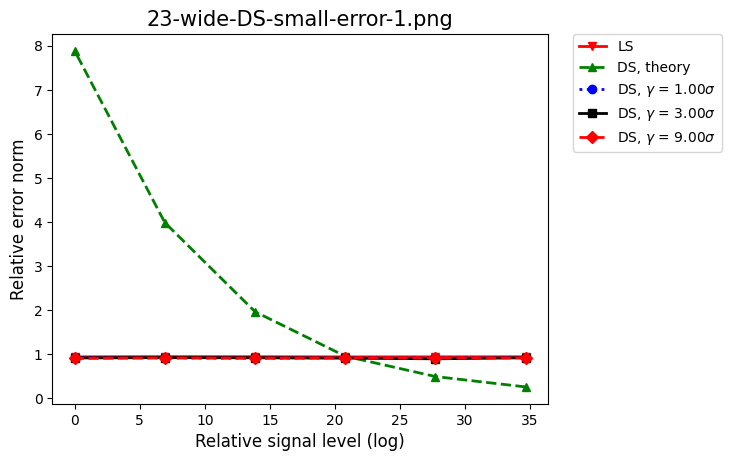 23-wide-DS-small-error-1.png
8
7
6
5
4
3
2
1
0
Relative error norm
0 5 10 15 20 25 30 35
Relative signal level (log)
LS
DS, theory
DS, γ = 1.00σ
DS, γ = 3.00σ
DS, γ = 9.00σ